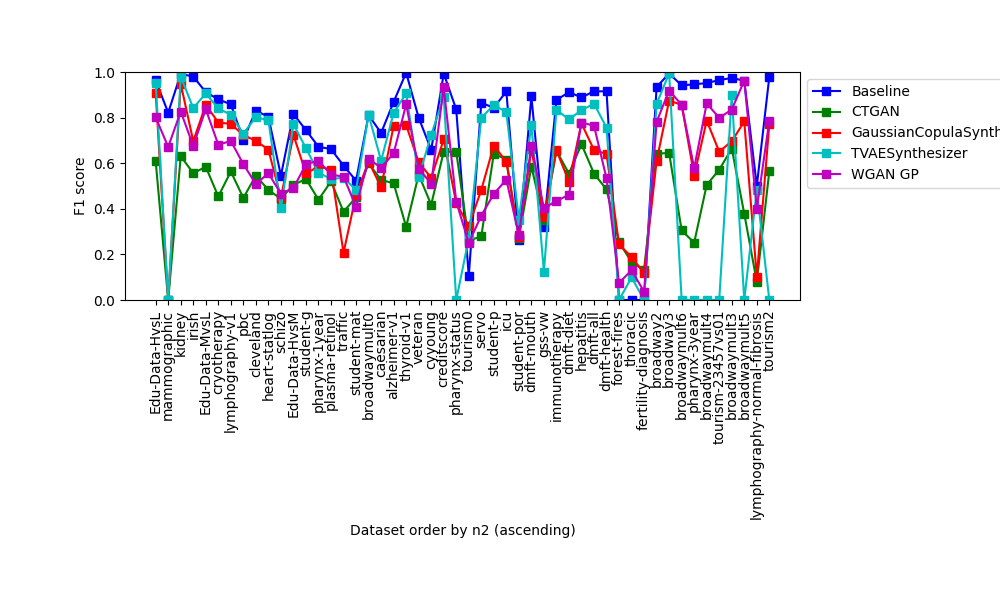 1.0
0.8
0.6
0.4
0.2
0.0
F1 score
Baseline
CTGAN
GaussianCopulaSynth
TVAESynthesizer
WGAN GP
Edu-Data-HvsL
mammographic
kidney
irish
Edu-Data-MvsL
cryotherapy
lymphography-v1
pbc
cleveland
heart-statlog
schizo
Edu-Data-HvsM
student-g
pharynx-1year
plasma-retinol
traffic
student-mat
broadwaymult0
caesarian
alzheimer-v1
thyroid-v1
veteran
cyyoung
creditscore
pharynx-status
tourism0
servo
student-p
icu
student-por
dmft-mouth
gss-vw
immunotherapy
dmft-diet
hepatitis
dmft-all
dmft-health
forest-fires
thoracic
fertility-diagnosis
broadway2
broadway3
broadwaymult6
pharynx-3year
broadwaymult4
tourism-23457vs01
broadwaymult3
broadwaymult5
lymphography-normal-fibrosis
tourism2
Dataset order by n2 (ascending)